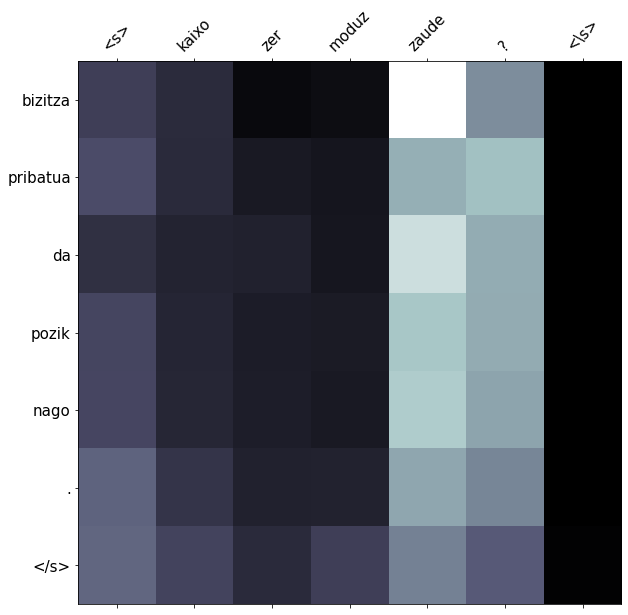 <s> kaixo zer moduz zaude ? <\s>
bizitza
pribatua
da
pozik
nago
.
</s>